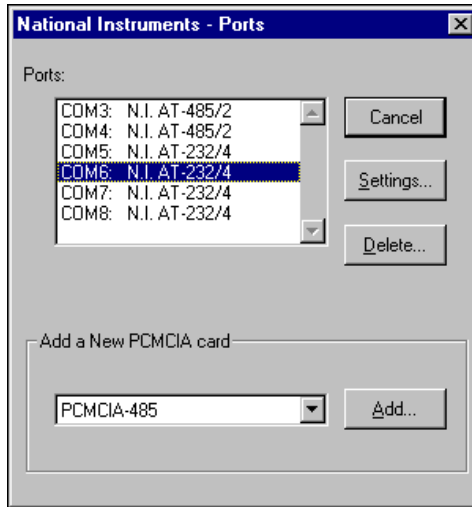 National Instruments - Ports
Ports:
COM3: N.I. AT-485/2
COM4: N.I. AT-485/2
COM5: N.I. AT-232/4
COM6: N.I. AT-232/4
COM7: N.I. AT-232/4
COM8: N.I. AT-232/4
Cancel
Settings...
Delete...
Add a New PCMCIA card
PCMCIA-485
Add...